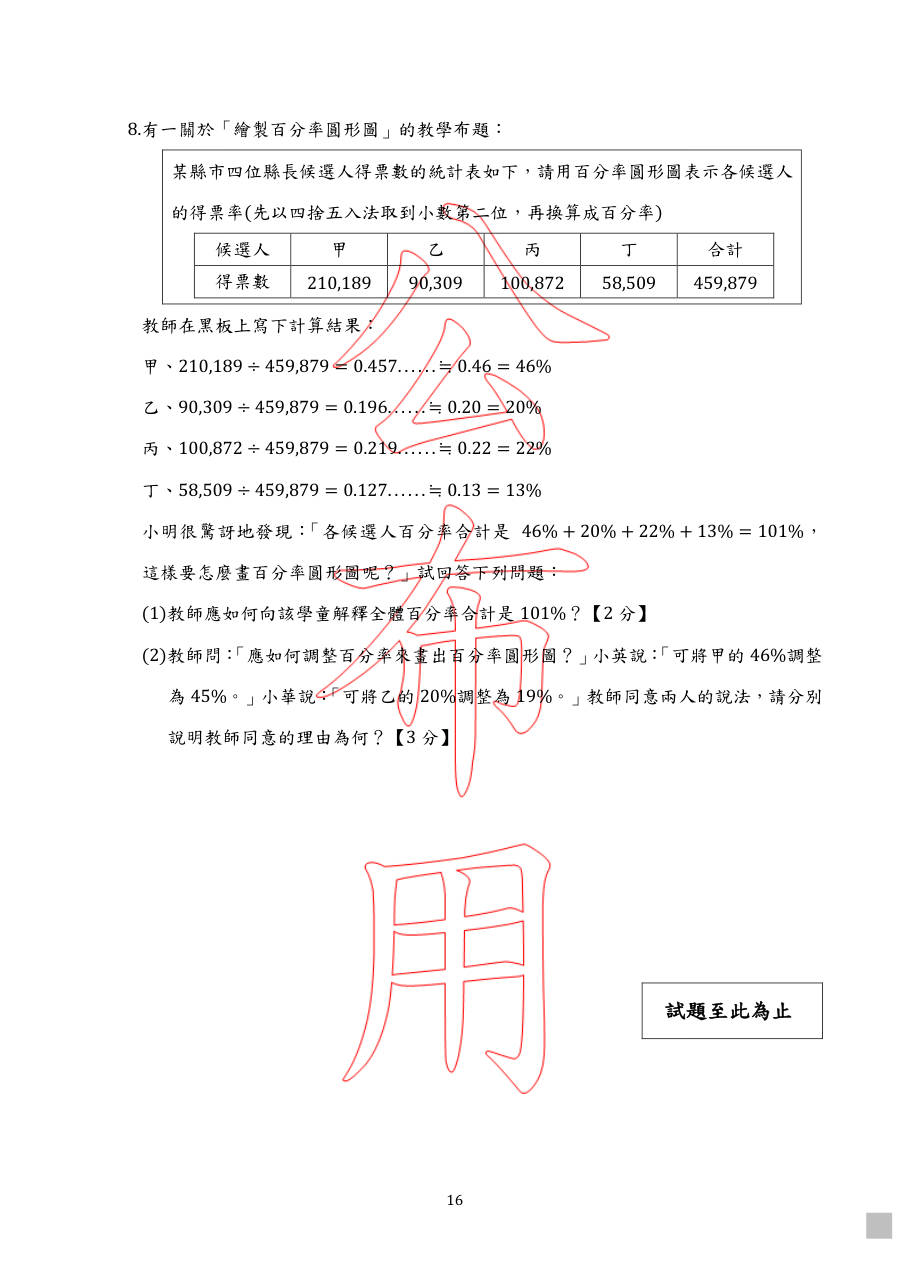 8.有一關於「繪製百分率圓形圖」的教學布題：
某縣市四位縣長候選人得票數的統計表如下，請用百分率圓形圖表示各候選人
的得票率(先以四捨五入法取到小數第二位，再換算成百分率)
候選人 甲 乙 丙 丁 合計
得票數 210,189 90,309 100,872 58,509 459,879
教師在黑板上寫下計算結果：
甲、210,189 ÷ 459,879 = 0.457......≒ 0.46 = 46%
乙、90,309 ÷ 459,879 = 0.196......≒ 0.20 = 20%
丙、100,872 ÷ 459,879 = 0.219......≒ 0.22 = 22%
丁、58,509 ÷ 459,879 = 0.127......≒ 0.13 = 13%
小明很驚訝地發現：「各候選人百分率合計是 46% + 20% + 22% + 13% = 101%，
這樣要怎麼畫百分率圓形圖呢？」試回答下列問題：
(1)教師應如何向該學童解釋全體百分率合計是 101%？【2 分】
(2)教師問：「應如何調整百分率來畫出百分率圓形圖？」小英說：「可將甲的 46%調整
為 45%。」小華說：「可將乙的 20%調整為 19%。」教師同意兩人的說法，請分別
說明教師同意的理由為何？【3 分】
公布用
試題至此為止
16